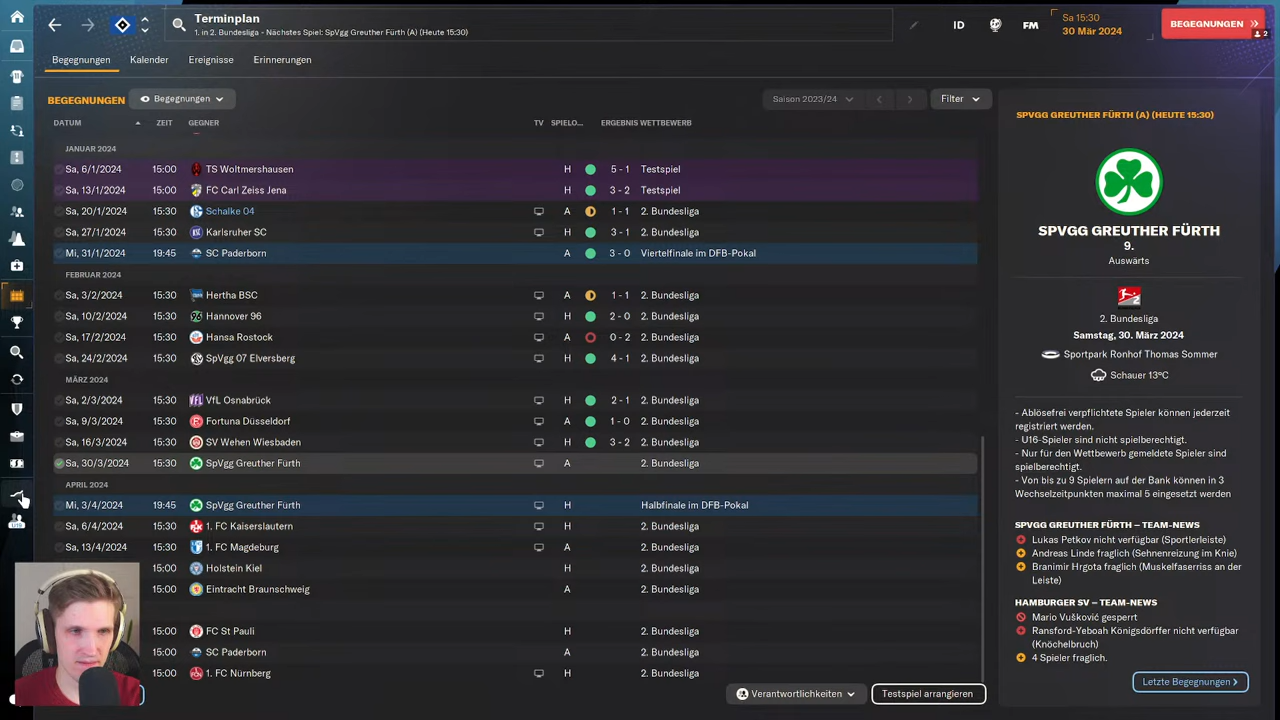 Terminplan
1. in 2. Bundesliga - Nächstes Spiel: SpVgg Greuther Fürth (A) (Heute 15:30)
ID
FM
Sa 15:30
30 Mär 2024
BEGEGNUNGEN
2
Begegnungen Kalender Ereignisse Erinnerungen
BEGEGNUNGEN Begegnungen
Saison 2023/24
Filter
DATUM ZEIT GEGNER TV SPIELO... ERGEBNIS WETTBEWERB
JANUAR 2024
Sa, 6/1/2024 15:00 TS Woltmershausen H 5 - 1 Testspiel
Sa, 13/1/2024 15:00 FC Carl Zeiss Jena H 3 - 2 Testspiel
Sa, 20/1/2024 15:30 Schalke 04 A 1 - 1 2. Bundesliga
Sa, 27/1/2024 15:30 Karlsruher SC H 3 - 1 2. Bundesliga
Mi, 31/1/2024 19:45 SC Paderborn A 3 - 0 Viertelfinale im DFB-Pokal
FEBRUAR 2024
Sa, 3/2/2024 15:30 Hertha BSC A 1 - 1 2. Bundesliga
Sa, 10/2/2024 15:30 Hannover 96 H 2 - 0 2. Bundesliga
Sa, 17/2/2024 15:30 Hansa Rostock A 0 - 2 2. Bundesliga
Sa, 24/2/2024 15:30 SpVgg 07 Elversberg H 4 - 1 2. Bundesliga
MÄRZ 2024
Sa, 2/3/2024 15:30 VfL Osnabrück H 2 - 1 2. Bundesliga
Sa, 9/3/2024 15:30 Fortuna Düsseldorf A 1 - 0 2. Bundesliga
Sa, 16/3/2024 15:30 SV Wehen Wiesbaden H 3 - 2 2. Bundesliga
Sa, 30/3/2024 15:30 SpVgg Greuther Fürth A 2. Bundesliga
APRIL 2024
Mi, 3/4/2024 19:45 SpVgg Greuther Fürth H Halbfinale im DFB-Pokal
Sa, 6/4/2024 15:30 1. FC Kaiserslautern H 2. Bundesliga
Sa, 13/4/2024 15:30 1. FC Magdeburg A 2. Bundesliga
15:00 Holstein Kiel H 2. Bundesliga
15:00 Eintracht Braunschweig A 2. Bundesliga
15:00 FC St Pauli H 2. Bundesliga
15:00 SC Paderborn A 2. Bundesliga
15:00 1. FC Nürnberg H 2. Bundesliga
Verantwortlichkeiten
Testspiel arrangieren
U19
SPVGG GREUTHER FÜRTH (A) (HEUTE 15:30)
SPVGG GREUTHER FÜRTH
9.
Auswärts
2. Bundesliga
Samstag, 30. März 2024
Sportpark Ronhof Thomas Sommer
Schauer 13°C
- Ablösefrei verpflichtete Spieler können jederzeit
registriert werden.
- U16-Spieler sind nicht spielberechtigt.
- Nur für den Wettbewerb gemeldete Spieler sind
spielberechtigt.
- Von bis zu 9 Spielern auf der Bank können in 3
Wechselzeitpunkten maximal 5 eingesetzt werden
SPVGG GREUTHER FÜRTH – TEAM-NEWS
Lukas Petkov nicht verfügbar (Sportlerleiste)
Andreas Linde fraglich (Sehnenreizung im Knie)
Branimir Hrgota fraglich (Muskelfaserriss an der
Leiste)
HAMBURGER SV – TEAM-NEWS
Mario Vušković gesperrt
Ransford-Yeboah Königsdörffer nicht verfügbar
(Knöchelbruch)
4 Spieler fraglich.
Letzte Begegnungen